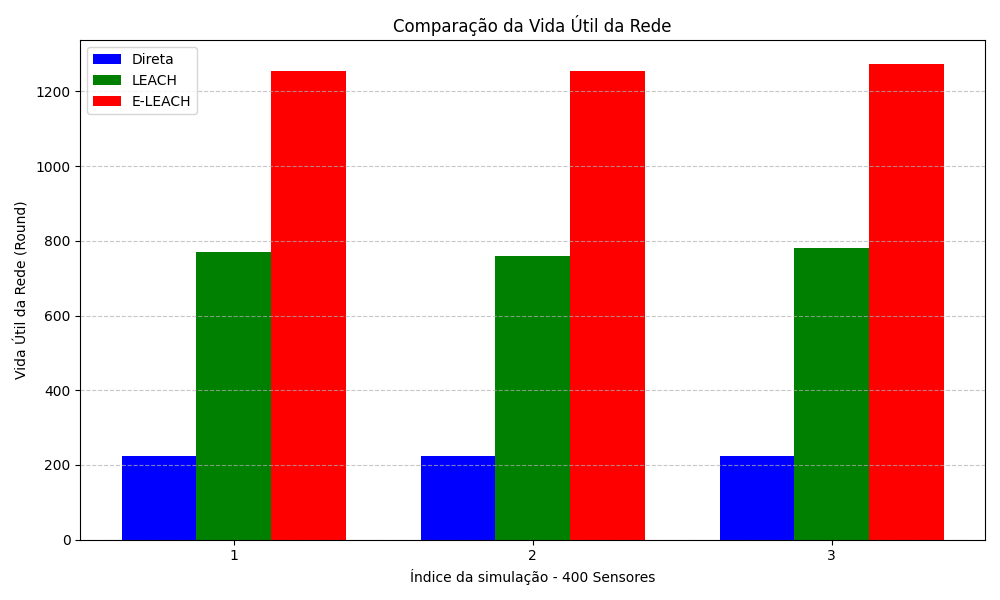 Comparação da Vida Útil da Rede
Direta
LEACH
E-LEACH
Vida Útil da Rede (Round)
1200
1000
800
600
400
200
0
1 2 3
Índice da simulação - 400 Sensores